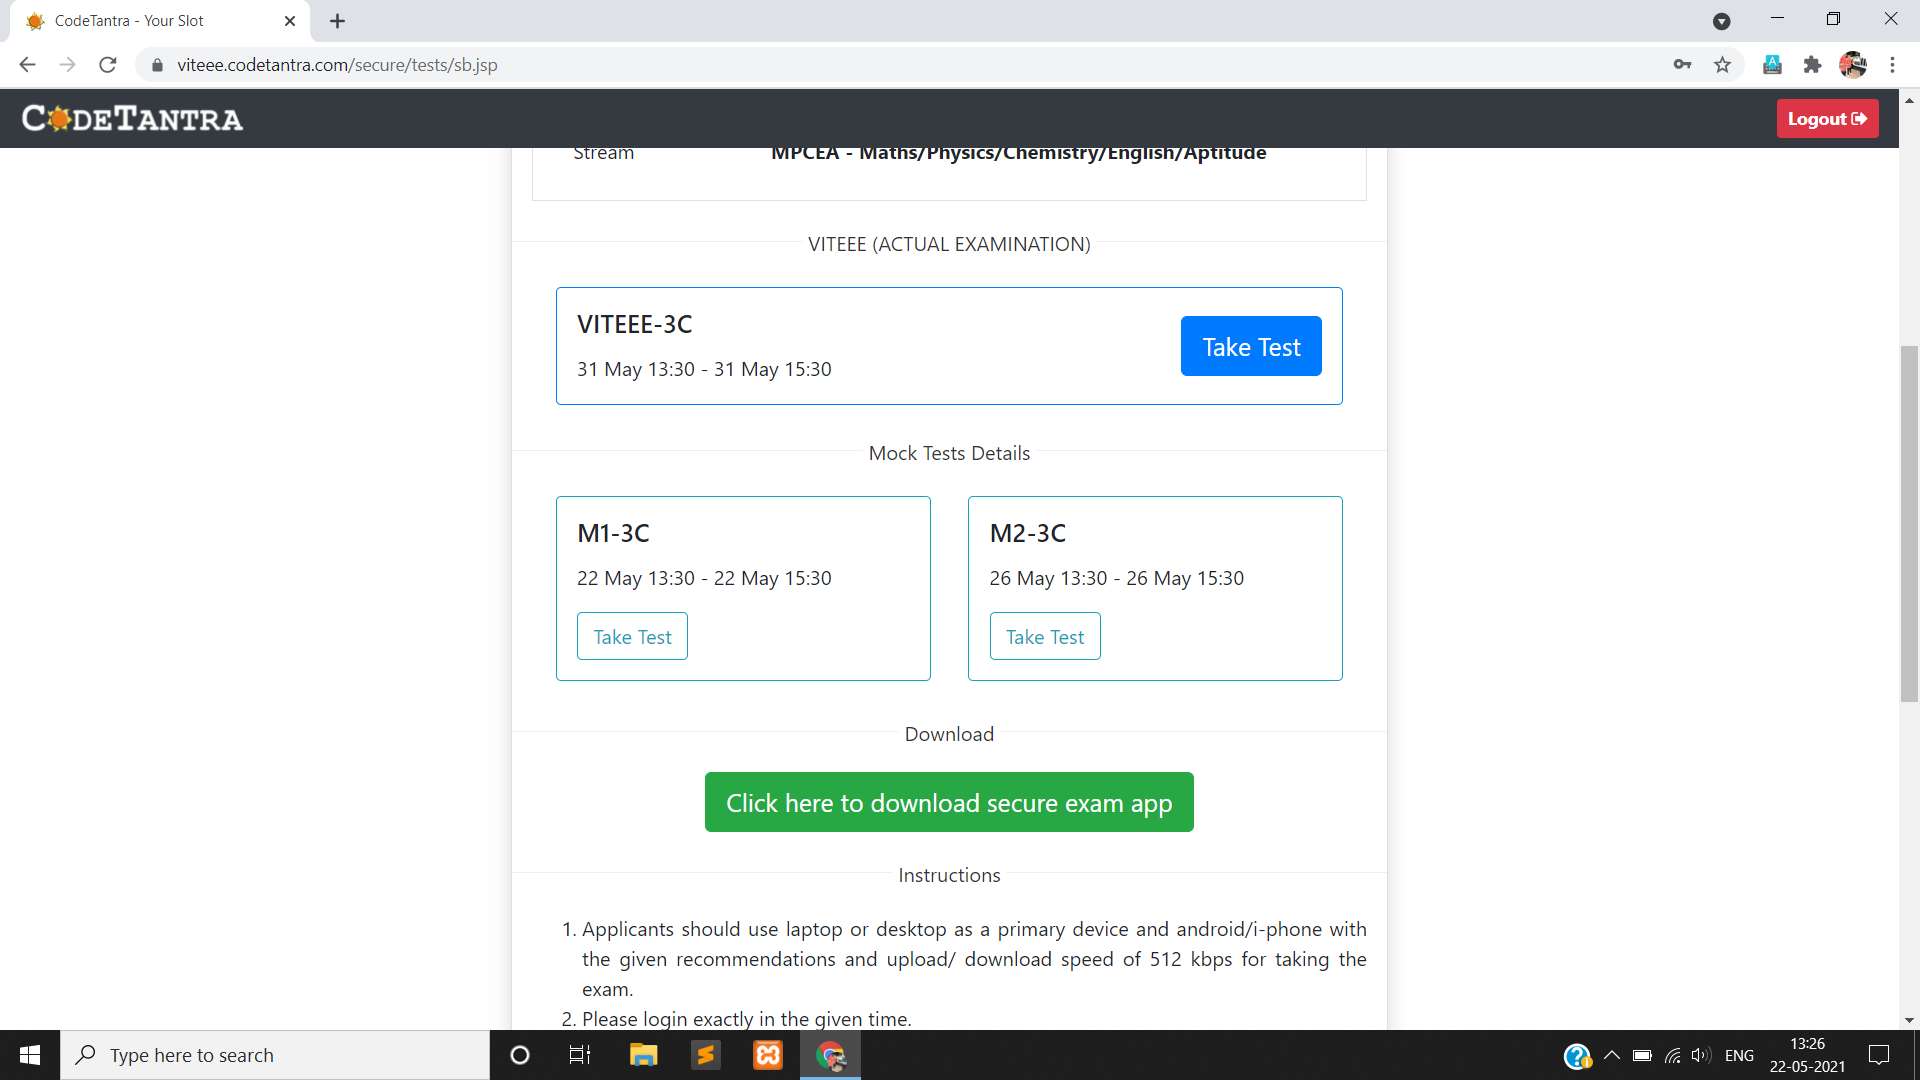 CodeTantra - Your Slot
viteee.codetantra.com/secure/tests/sb.jsp
CODETANTRA
Logout
Stream MPCEA - Maths/Physics/Chemistry/English/Aptitude
VITEEE (ACTUAL EXAMINATION)
VITEEE-3C
31 May 13:30 - 31 May 15:30
Take Test
Mock Tests Details
M1-3C
22 May 13:30 - 22 May 15:30
Take Test
M2-3C
26 May 13:30 - 26 May 15:30
Take Test
Download
Click here to download secure exam app
Instructions
1. Applicants should use laptop or desktop as a primary device and android/i-phone with
the given recommendations and upload/ download speed of 512 kbps for taking the
exam.
2. Please login exactly in the given time.
Type here to search
ENG
13:26
22-05-2021